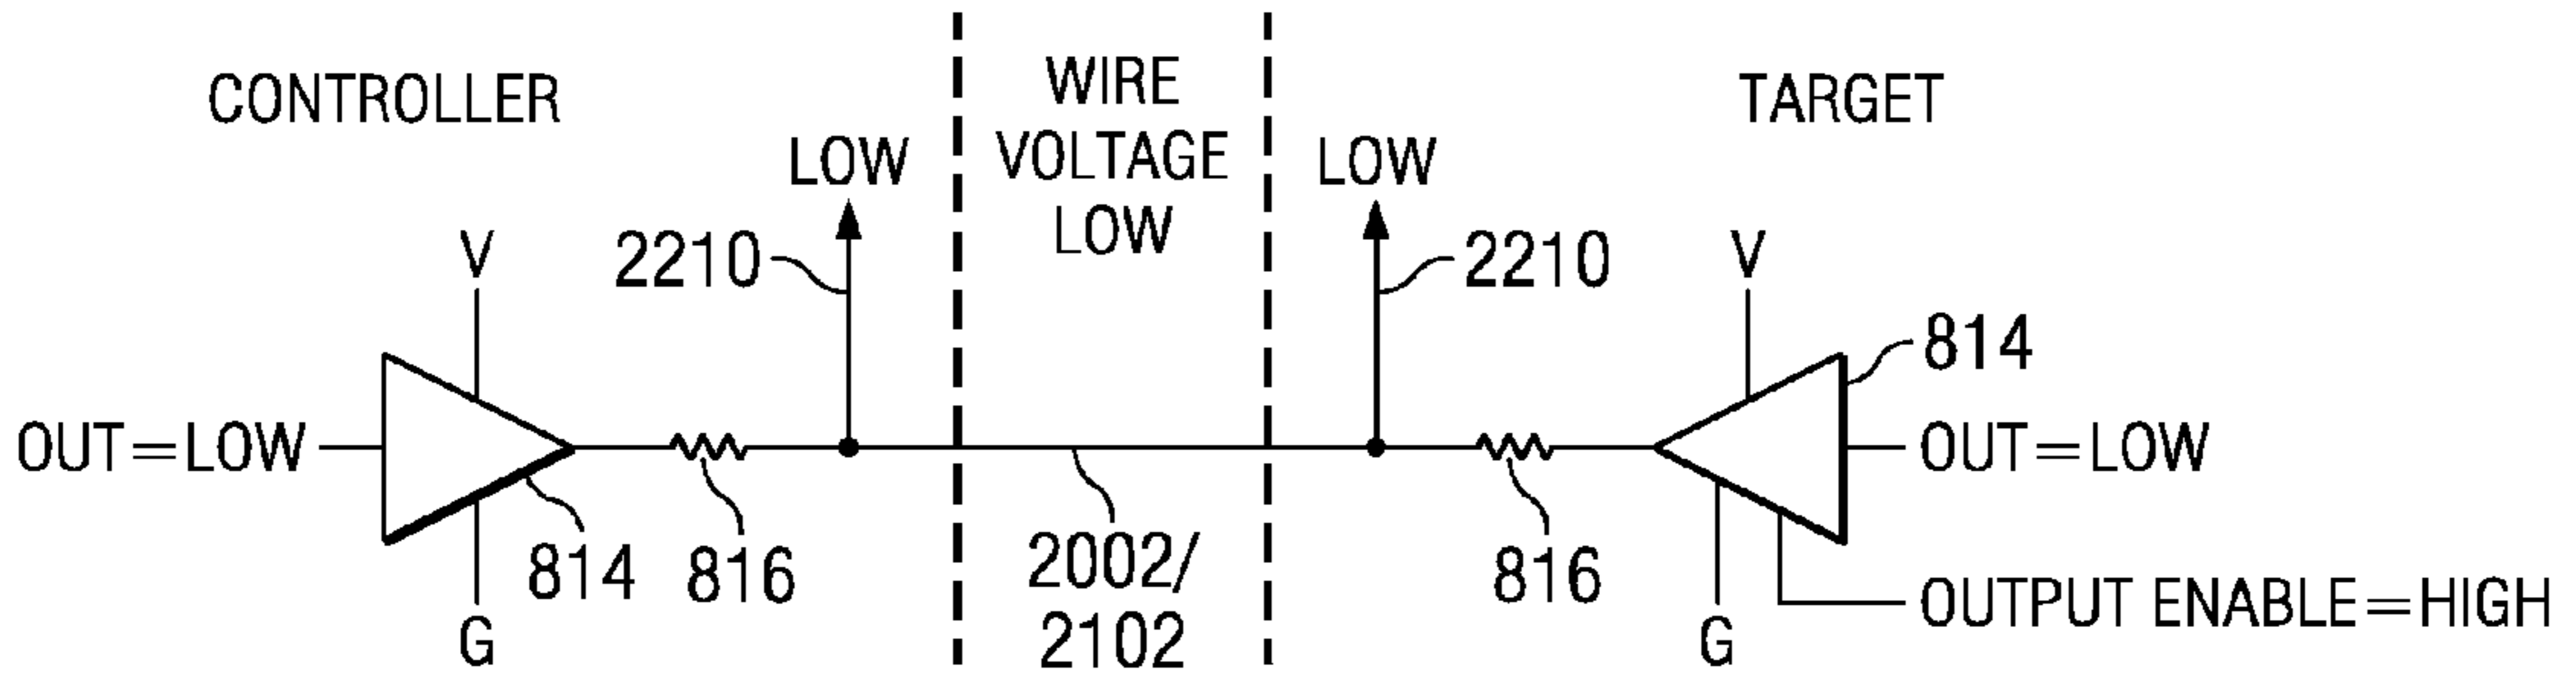 CONTROLLER
WIRE
VOLTAGE
LOW
TARGET
LOW
LOW
V
2210
2210
V
814
OUT=LOW
OUT=LOW
814
816
2002/
2102
816
OUTPUT ENABLE=HIGH
G
G